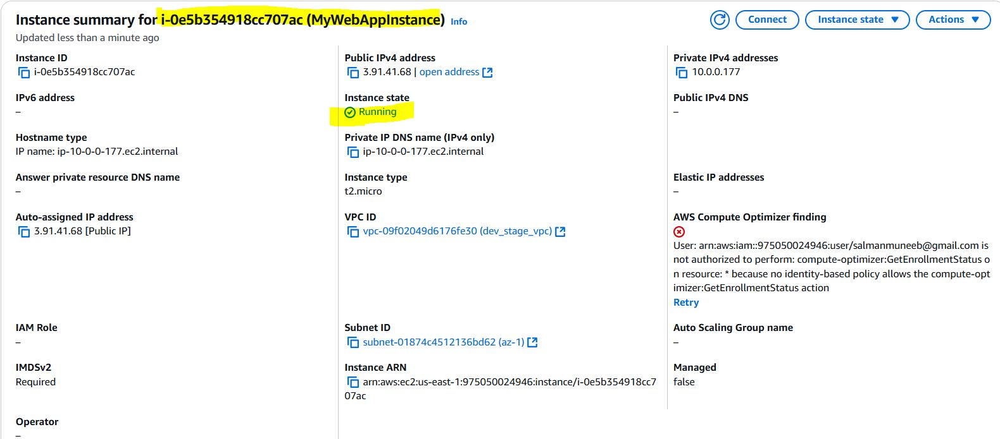 Instance summary for i-0e5b354918cc707ac (MyWebAppInstance) Info
Connect
Instance state
Actions
Updated less than a minute ago
Instance ID
i-0e5b354918cc707ac
Public IPv4 address
3.91.41.68 | open address
Private IPv4 addresses
10.0.0.177
IPv6 address
–
Instance state
Running
Public IPv4 DNS
–
Hostname type
IP name: ip-10-0-0-177.ec2.internal
Private IP DNS name (IPv4 only)
ip-10-0-0-177.ec2.internal
Answer private resource DNS name
–
Instance type
t2.micro
Elastic IP addresses
–
Auto-assigned IP address
3.91.41.68 [Public IP]
VPC ID
vpc-09f02049d6176fe30 (dev_stage_vpc)
AWS Compute Optimizer finding
User: arn:aws:iam::975050024946:user/salmanmuneeb@gmail.com is
not authorized to perform: compute-optimizer:GetEnrollmentStatus o
n resource: * because no identity-based policy allows the compute-opt
imizer:GetEnrollmentStatus action
Retry
IAM Role
–
Subnet ID
subnet-01874c4512136bd62 (az-1)
Auto Scaling Group name
–
IMDSv2
Required
Instance ARN
arn:aws:ec2:us-east-1:975050024946:instance/i-0e5b354918cc7
07ac
Managed
false
Operator
–